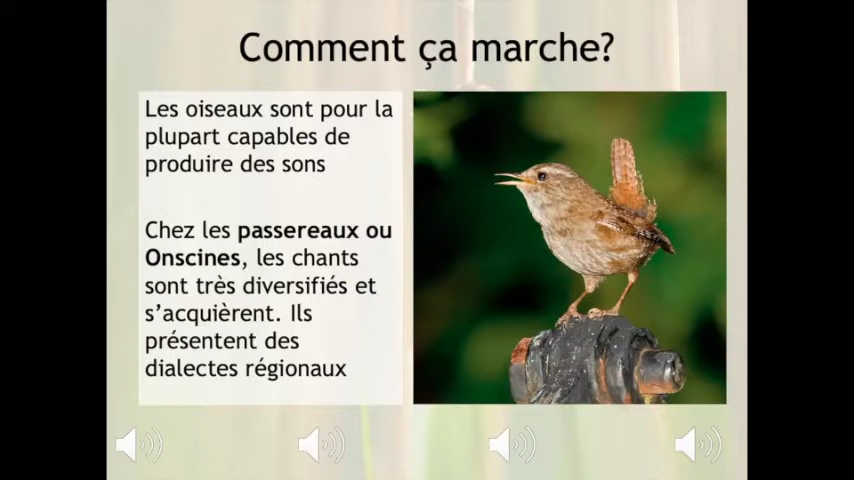 Comment ça marche?
Les oiseaux sont pour la
plupart capables de
produire des sons
Chez les passereaux ou
Onscines, les chants
sont très diversifiés et
s'acquièrent. Ils
présentent des
dialectes régionaux